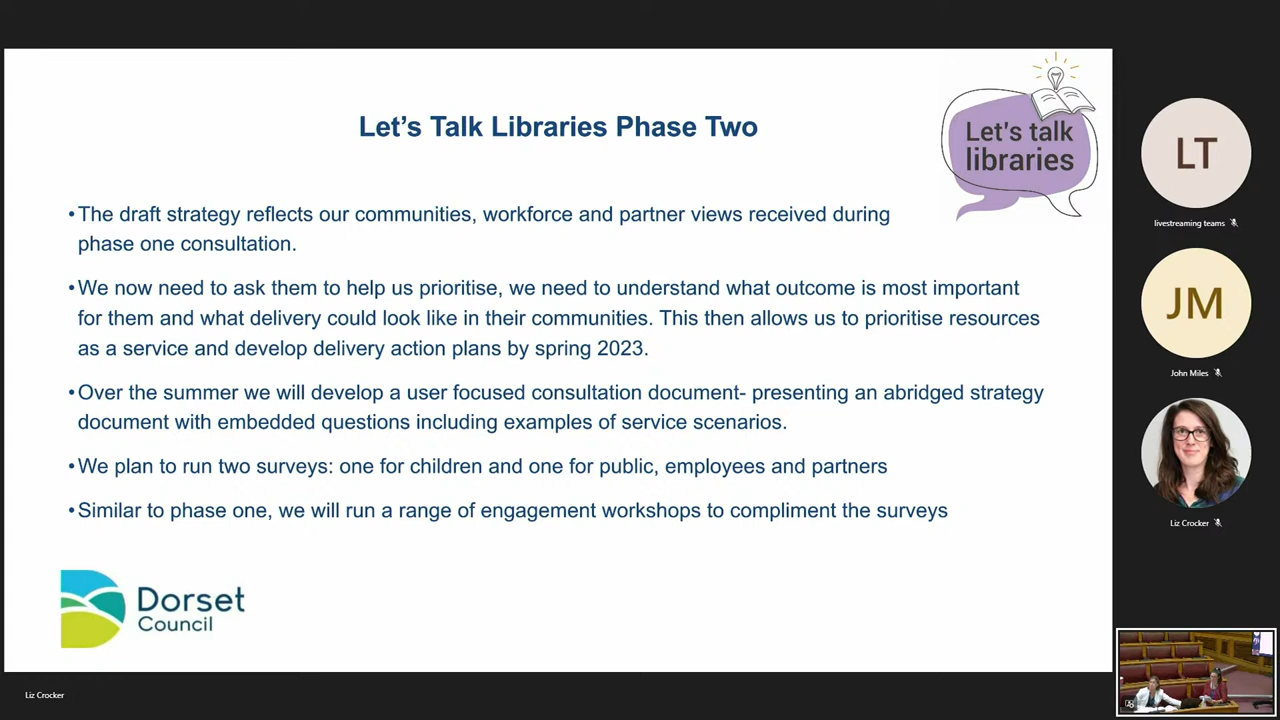 Let's Talk Libraries Phase Two
Let's talk
libraries
•The draft strategy reflects our communities, workforce and partner views received during
phase one consultation.
•We now need to ask them to help us prioritise, we need to understand what outcome is most important
for them and what delivery could look like in their communities. This then allows us to prioritise resources
as a service and develop delivery action plans by spring 2023.
•Over the summer we will develop a user focused consultation document- presenting an abridged strategy
document with embedded questions including examples of service scenarios.
•We plan to run two surveys: one for children and one for public, employees and partners
•Similar to phase one, we will run a range of engagement workshops to compliment the surveys
Dorset
Council
LT
livestreaming teams
JM
John Miles
Liz Crocker
Liz Crocker